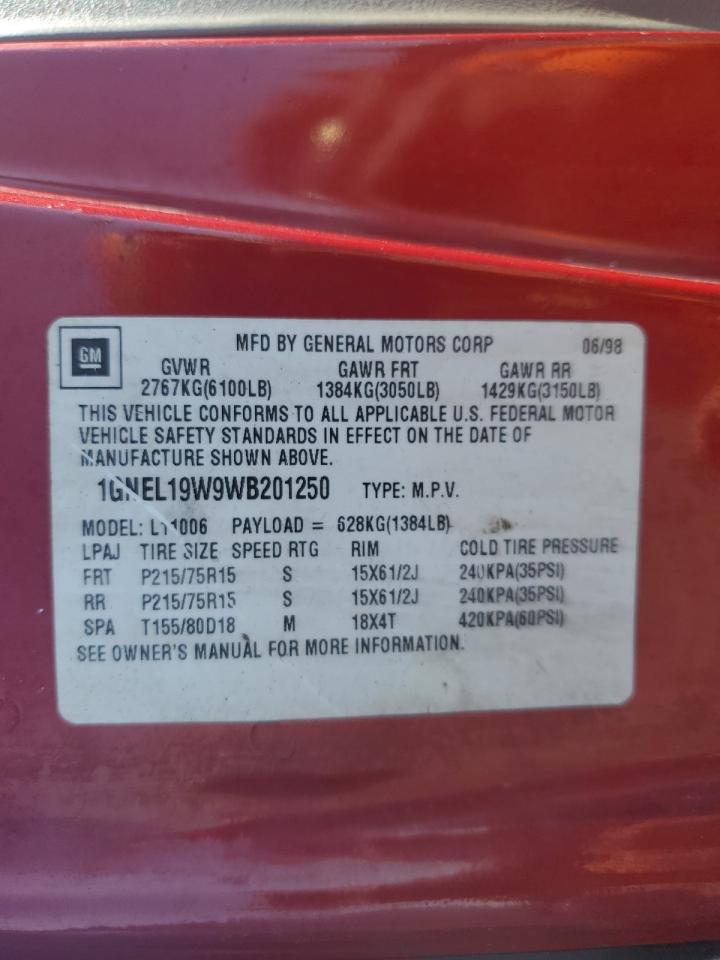 GM
MFD BY GENERAL MOTORS CORP 06/98
GVWR GAWR FRT GAWR RR
2767KG(6100LB) 1384KG(3050LB) 1429KG(3150LB)
THIS VEHICLE CONFORMS TO ALL APPLICABLE U.S. FEDERAL MOTOR
VEHICLE SAFETY STANDARDS IN EFFECT ON THE DATE OF
MANUFACTURE SHOWN ABOVE.
1GNEL19W9WB201250 TYPE: M.P.V.
MODEL: L11006 PAYLOAD = 628KG(1384LB)
LPAJ TIRE SIZE SPEED RTG RIM COLD TIRE PRESSURE
FRT P215/75R15 S 15X61/2J 240KPA(35PSI)
RR P215/75R15 S 15X61/2J 240KPA(35PSI)
SPA T155/80D18 M 18X4T 420KPA(60PSI)
SEE OWNER'S MANUAL FOR MORE INFORMATION.